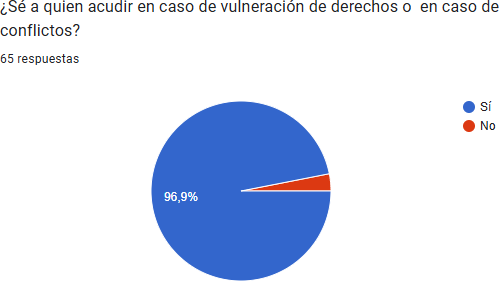 ¿Sé a quien acudir en caso de vulneración de derechos o  en caso de
conflictos?
65 respuestas
Sí
No
96,9%